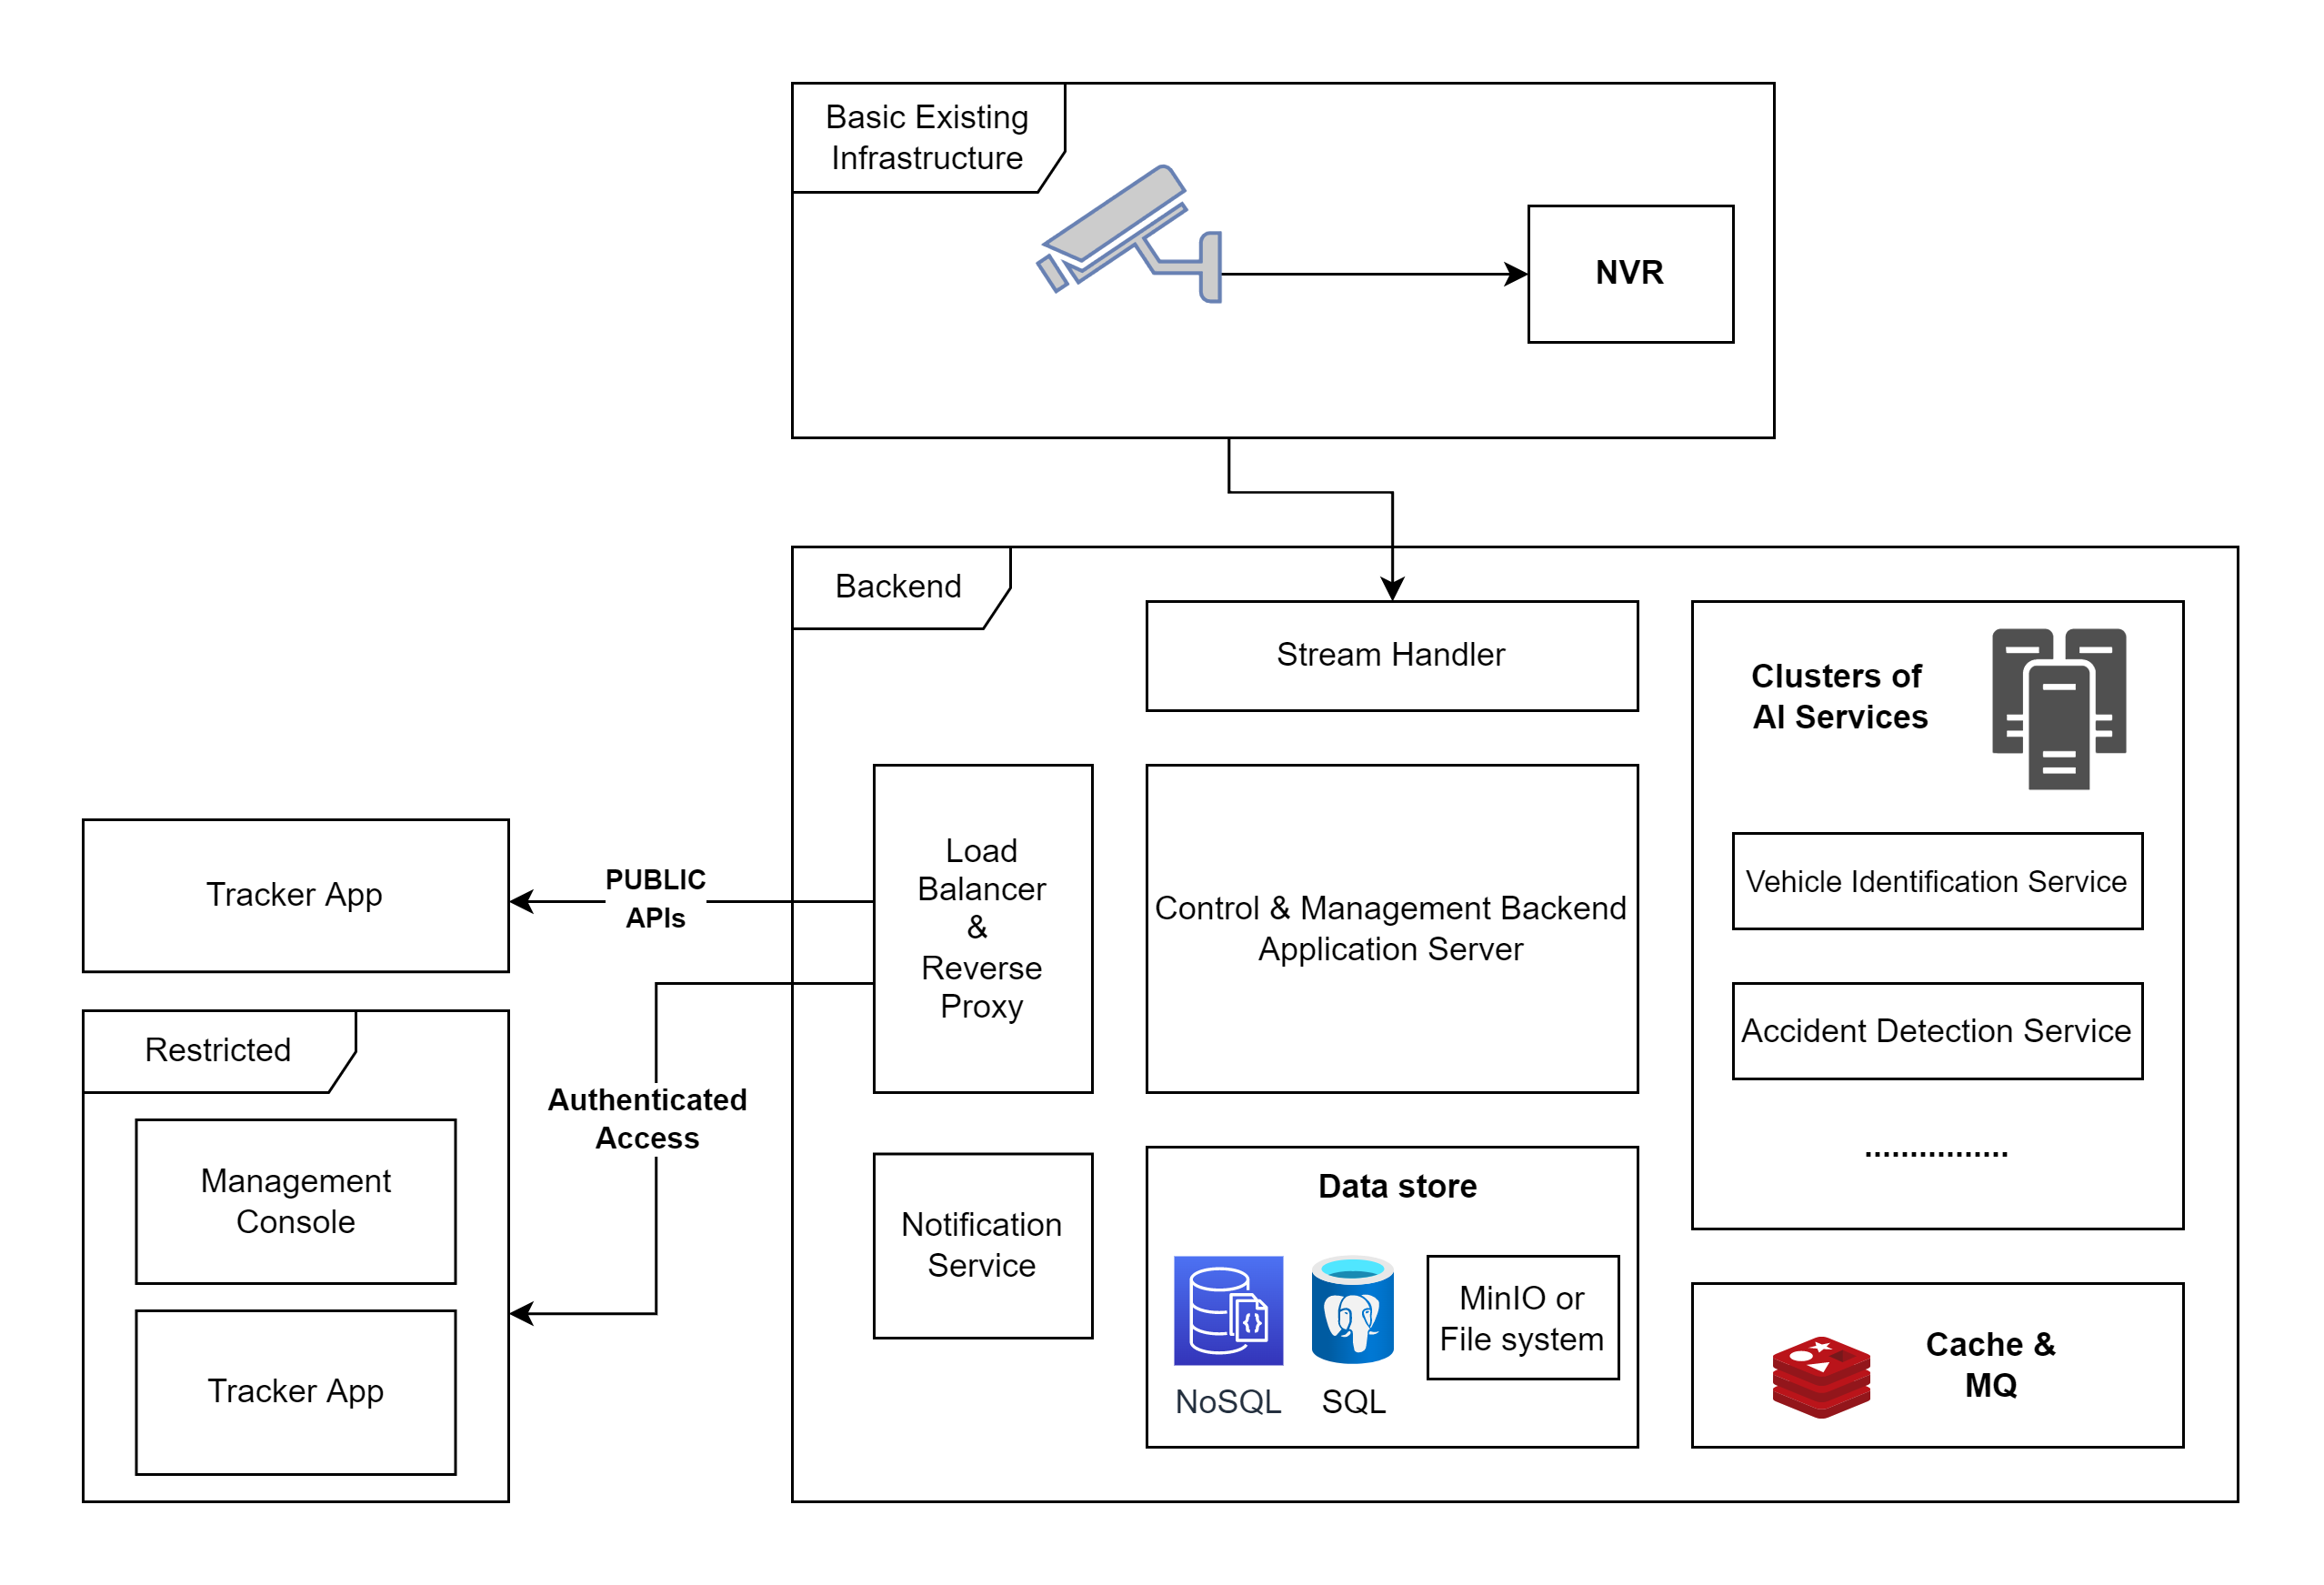 Basic Existing
Infrastructure
NVR
Backend
Stream Handler
Clusters of
AI Services
Load
Balancer
&
Reverse
Proxy
Control & Management Backend
Application Server
Vehicle Identification Service
Accident Detection Service
................
Tracker App
PUBLIC
APIs
Restricted
Authenticated
Access
Management
Console
Tracker App
Notification
Service
Data store
{}
NoSQL
SQL
MinIO or
File system
Cache &
MQ